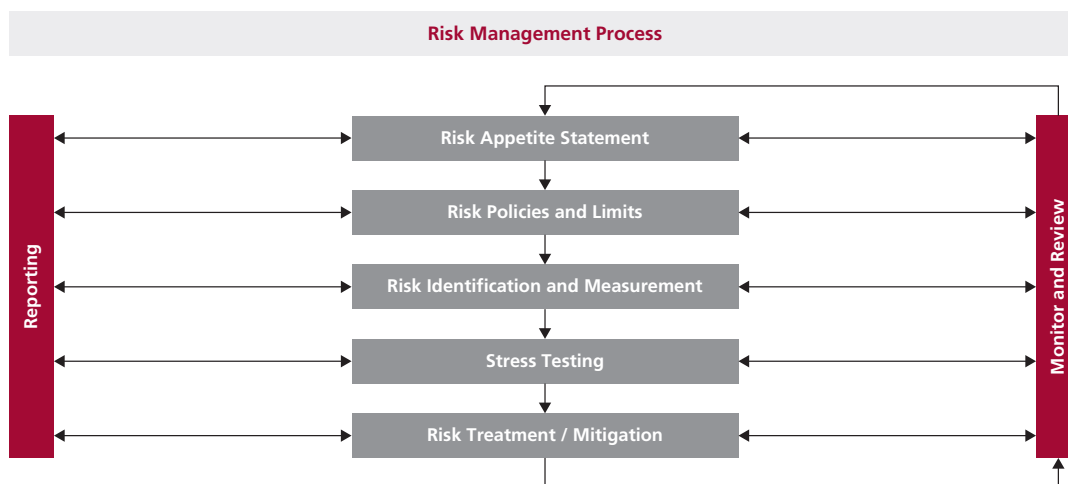 Risk Management Process
Risk Appetite Statement
Risk Policies and Limits
Risk Identification and Measurement
Stress Testing
Risk Treatment / Mitigation
Reporting
Monitor and Review